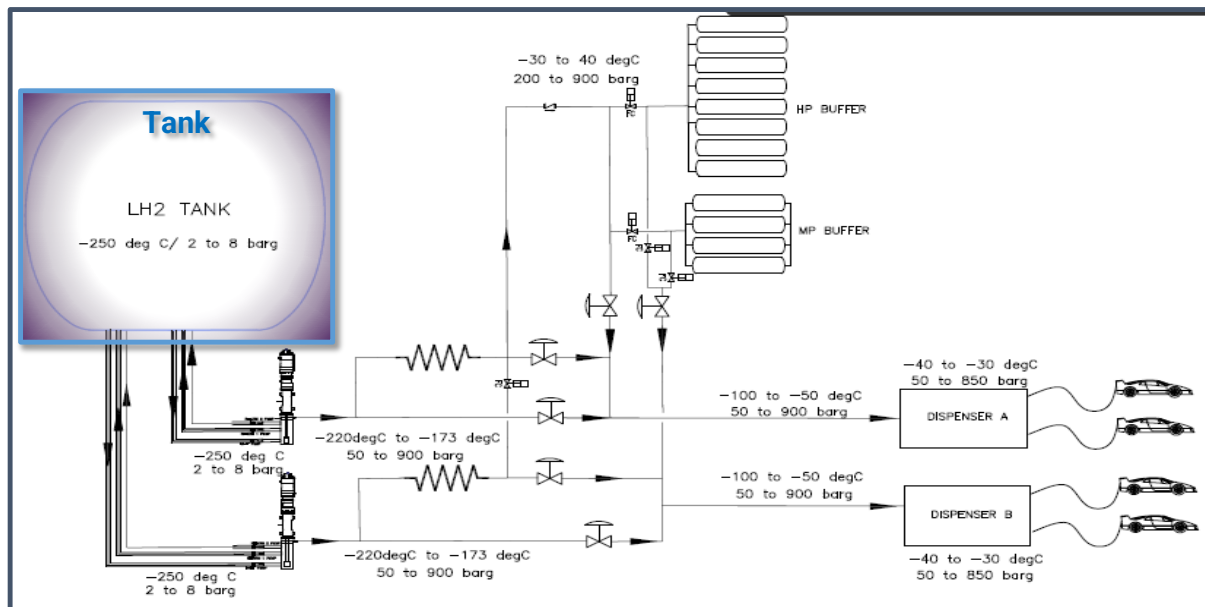 Tank
LH2 TANK
-250 deg C/ 2 to 8 barg
-30 to 40 degC
200 to 900 barg
FC
HP BUFFER
FC
MP BUFFER
-250 deg C
2 to 8 barg
-220degC to -173 degC
50 to 900 barg
-100 to -50 degC
50 to 900 barg
-40 to -30 degC
50 to 850 barg
DISPENSER A
-250 deg C
2 to 8 barg
-220degC to -173 degC
50 to 900 barg
-100 to -50 degC
50 to 900 barg
DISPENSER B
-40 to -30 degC
50 to 850 barg